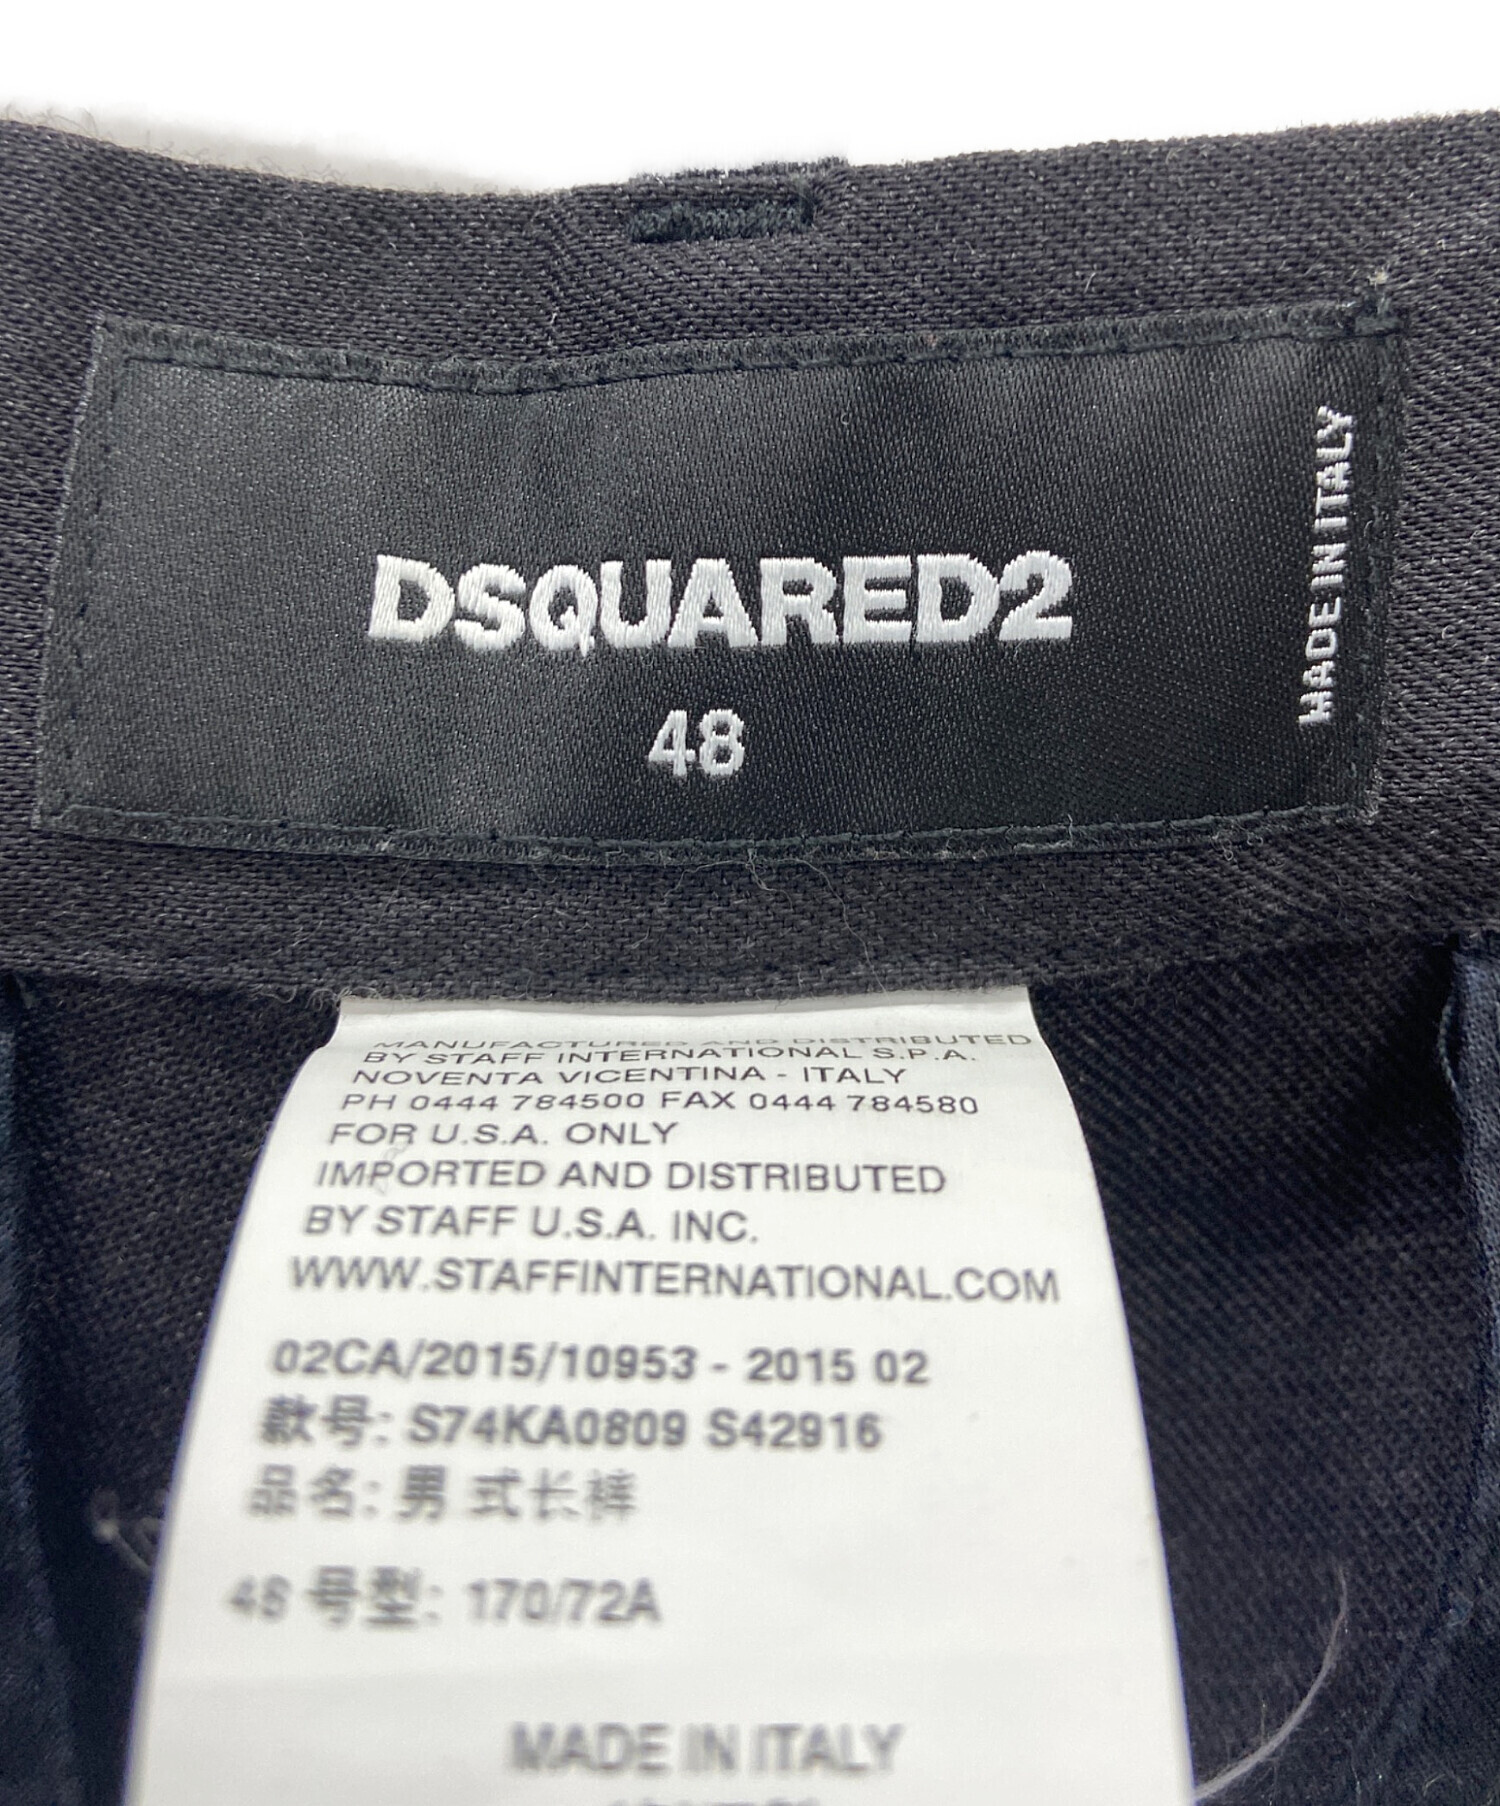 DSQUARED2
48
MADE IN ITALY
MANUFACTURED AND DISTRIBUTED
BY STAFF INTERNATIONAL S.P.A.
NOVENTA VICENTINA - ITALY
PH 0444 784500 FAX 0444 784580
FOR U.S.A. ONLY
IMPORTED AND DISTRIBUTED
BY STAFF U.S.A. INC.
WWW.STAFFINTERNATIONAL.COM
02CA/2015/10953 - 2015 02
款号: S74KA0809 S42916
品名: 男 式长裤
48 号型: 170/72A
MADE IN ITALY